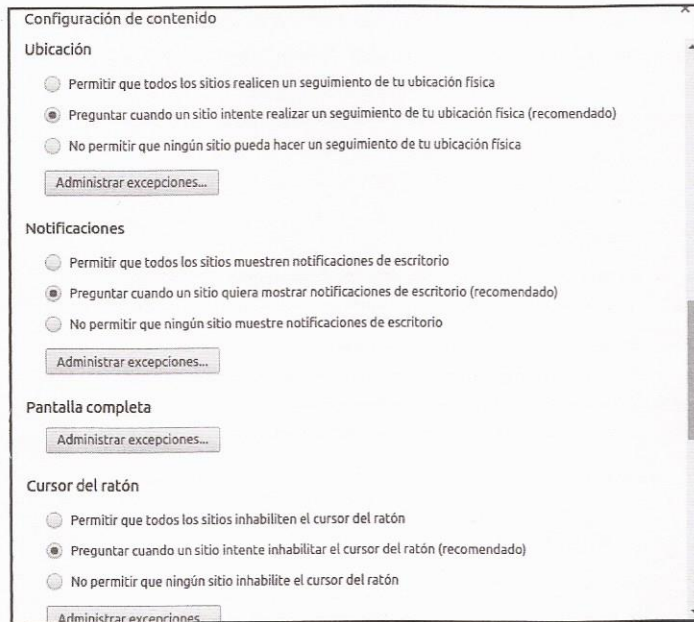 Configuración de contenido
Ubicación
Permitir que todos los sitios realicen un seguimiento de tu ubicación física
Preguntar cuando un sitio intente realizar un seguimiento de tu ubicación física (recomendado)
No permitir que ningún sitio pueda hacer un seguimiento de tu ubicación física
Administrar excepciones...
Notificaciones
Permitir que todos los sitios muestren notificaciones de escritorio
Preguntar cuando un sitio quiera mostrar notificaciones de escritorio (recomendado)
No permitir que ningún sitio muestre notificaciones de escritorio
Administrar excepciones...
Pantalla completa
Administrar excepciones...
Cursor del ratón
Permitir que todos los sitios inhabiliten el cursor del ratón
Preguntar cuando un sitio intente inhabilitar el cursor del ratón (recomendado)
No permitir que ningún sitio inhabilite el cursor del ratón
Administrar excepciones